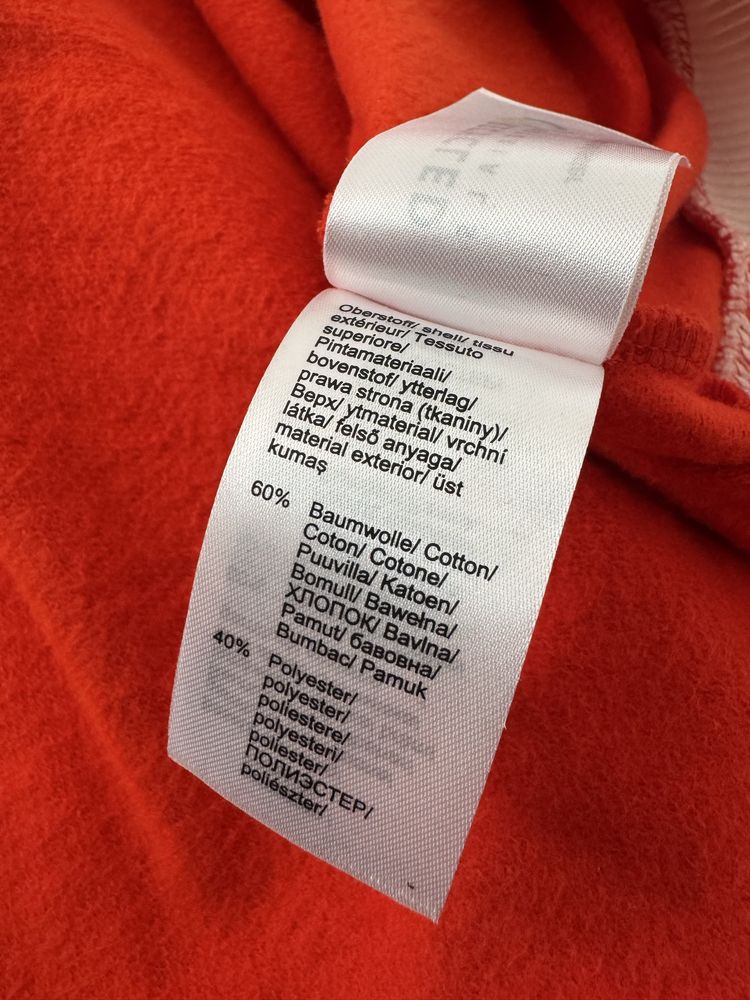 Oberstoff/ shell/ tissu
extérieur/ Tessuto
superiore/
Pintamateriaali/
bovenstof/ ytterlag/
prawa strona (tkaniny)/
Верх/ ytmaterial/ vrchní
látka/ felső anyaga/
material exterior/ üst
kumaş
60% Baumwolle/ Cotton/
Coton/ Cotone/
Puuvilla/ Katoen/
Bomull/ Bawełna/
ХЛОПОК/ Bavlna/
Pamut/ бавовна/
Bumbac/ Pamuk
40% Polyester/
polyester/
poliestere/
polyesteri/
poliester/
ПОЛИЭСТЕР/
poliészter/